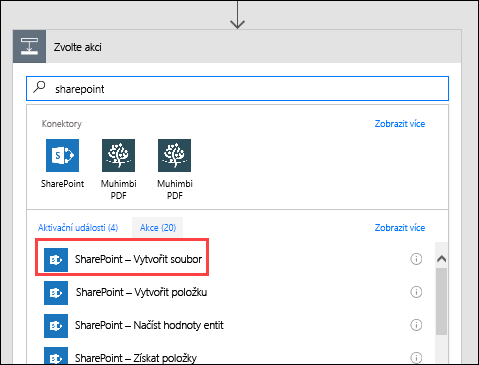 Zvolte akci
sharepoint
Konektory
Zobrazit více
SharePoint
Muhimbi
PDF
Muhimbi
PDF
Aktivační události (4)
Akce (20)
Zobrazit více
SharePoint – Vytvořit soubor
SharePoint – Vytvořit položku
SharePoint – Načíst hodnoty entit
SharePoint – Získat položky